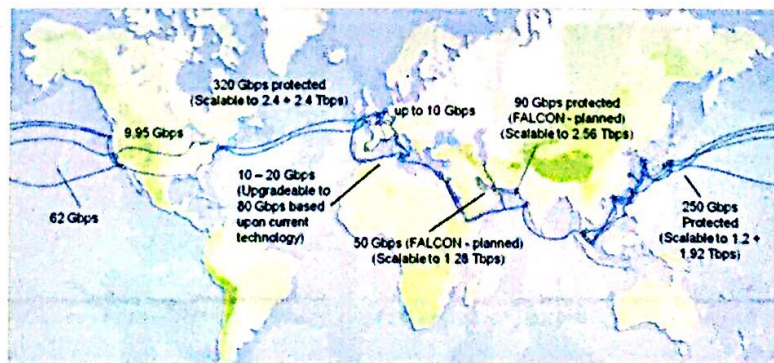 320 Gbps protected
(Scalable to 2.4 + 2.4 Tbps)
up to 10 Gbps
90 Gbps protected
(FALCON - planned)
(Scalable to 2.56 Tbps)
9.95 Gbps
10 – 20 Gbps
(Upgradeable to
80 Gbps based
upon current
technology)
62 Gbps
50 Gbps (FALCON - planned)
(Scalable to 1.28 Tbps)
250 Gbps
Protected
(Scalable to 1.2 +
1.92 Tbps)